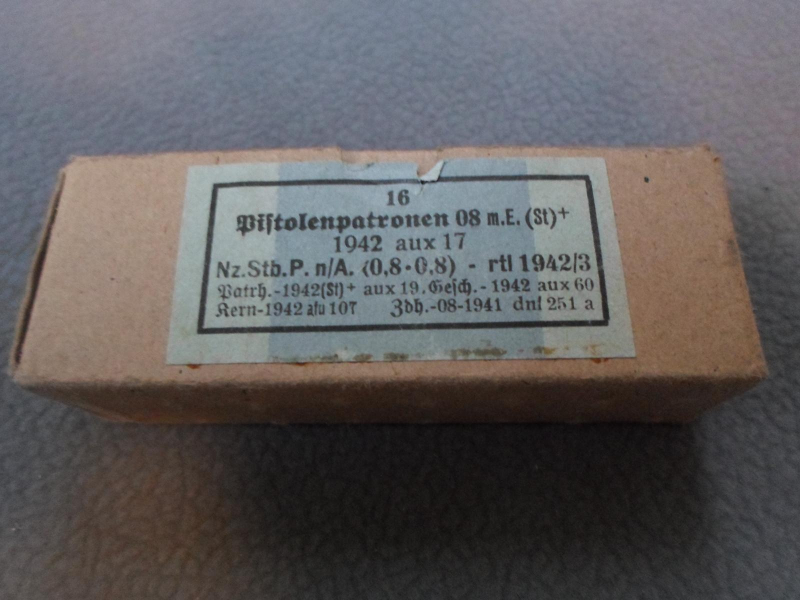 16
Piſtolenpatronen 08 m.E. (St)+
1942 aux 17
Nz.Stb.P. n/A. (0,8·0,8) - rtl 1942/3
Patrh.-1942(St)+ aux 19. Geſch.- 1942 aux 60
Kern-1942 afu 107 Zdh.-08-1941 dnf 251 a